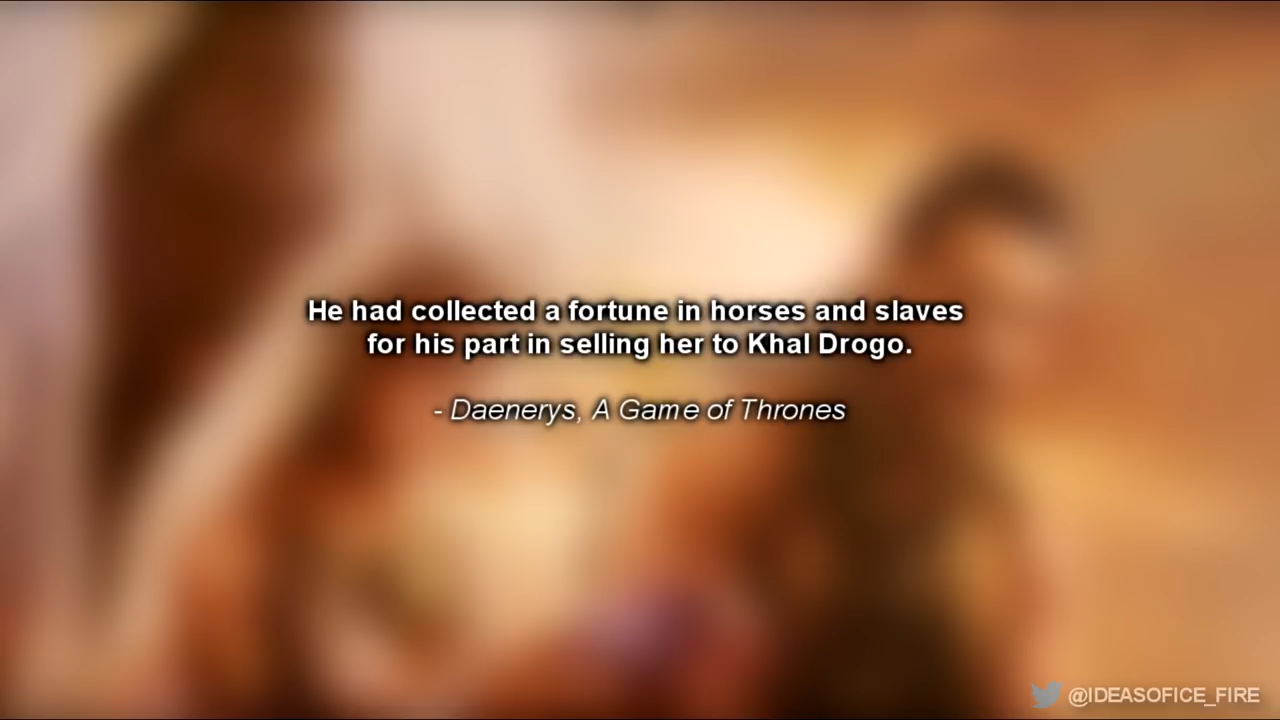 He had collected a fortune in horses and slaves
for his part in selling her to Khal Drogo.
- Daenerys, A Game of Thrones
@IDEASOFICE_FIRE